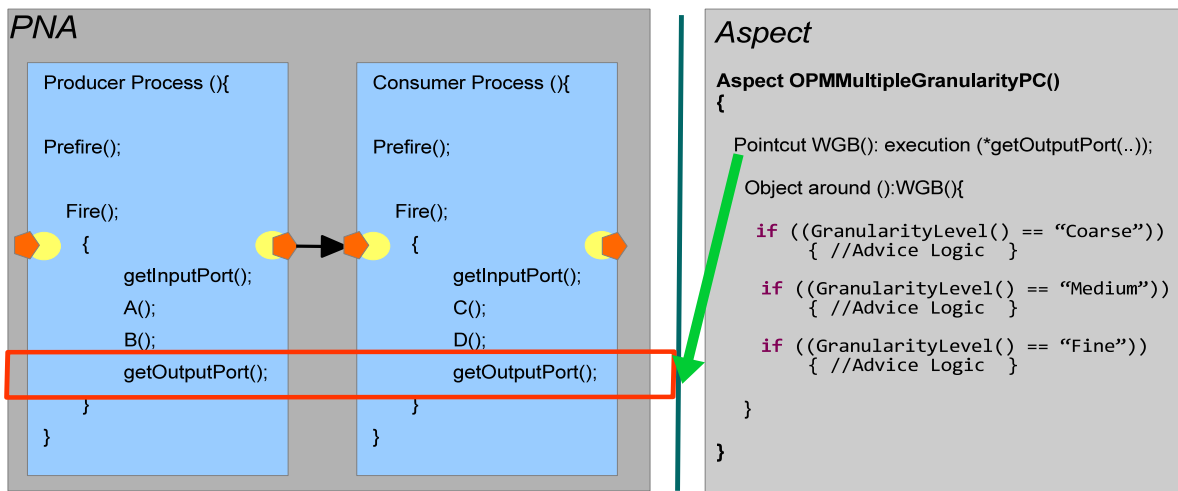 PNA
Producer Process (){
Prefire();
Fire();
{
getInputPort();
A();
B();
getOutputPort();
}
}
Consumer Process (){
Prefire();
Fire();
{
getInputPort();
C();
D();
getOutputPort();
}
}
Aspect
Aspect OPMMultipleGranularityPC()
{
Pointcut WGB(): execution (*getOutputPort(..));
Object around ():WGB(){
if ((GranularityLevel() == “Coarse”))
{ //Advice Logic }
if ((GranularityLevel() == “Medium”))
{ //Advice Logic }
if ((GranularityLevel() == “Fine”))
{ //Advice Logic }
}
}